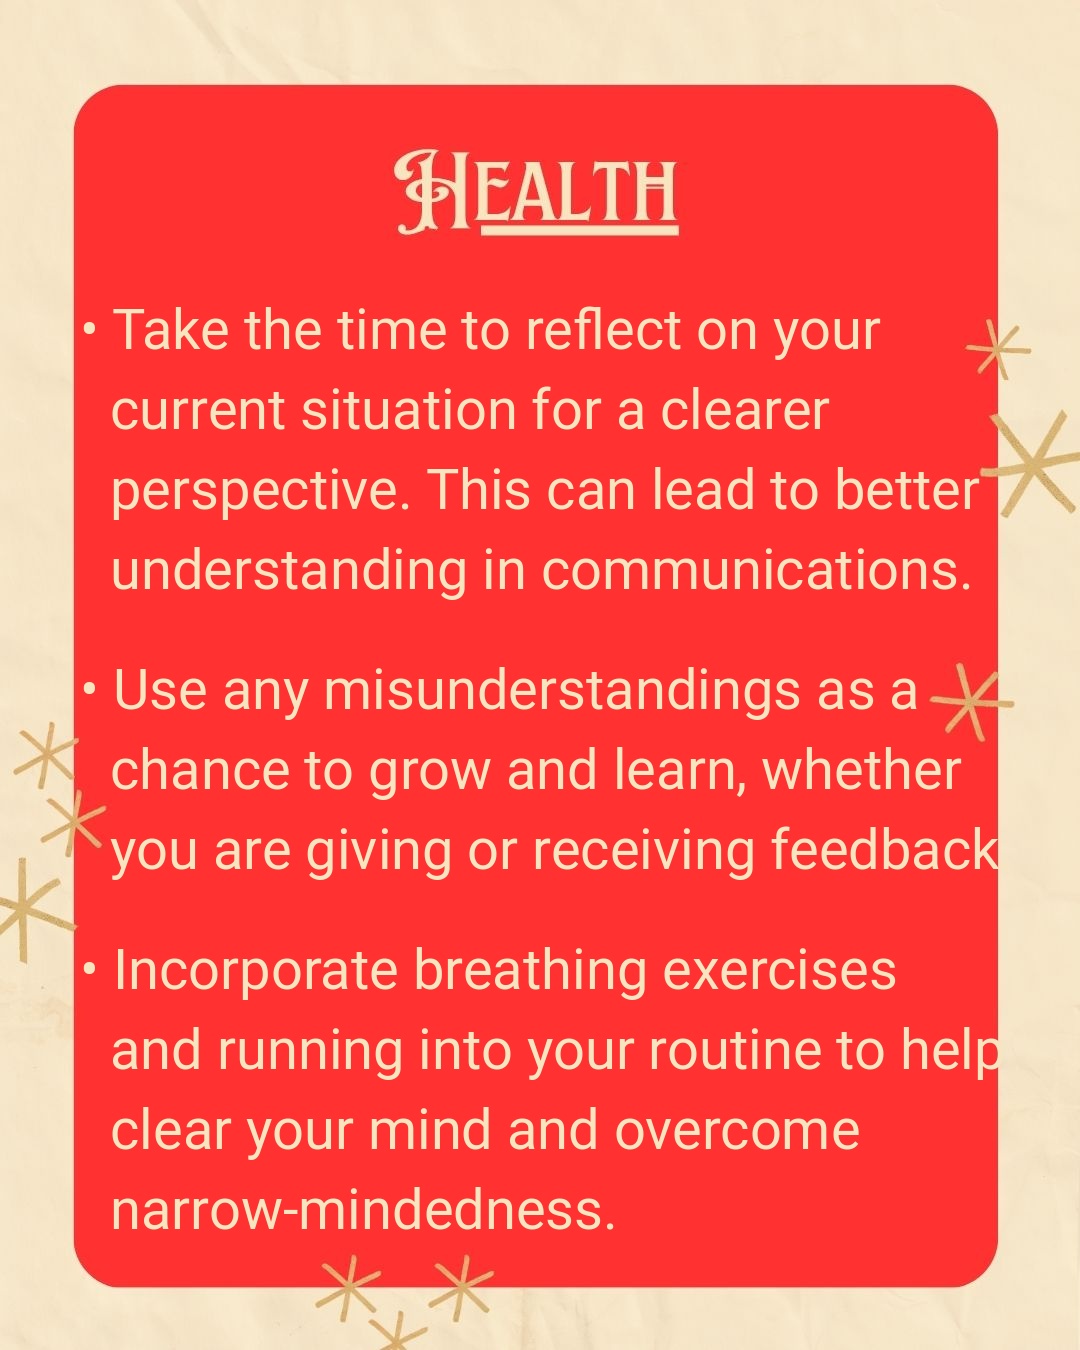 Health
• Take the time to reflect on your
current situation for a clearer
perspective. This can lead to better
understanding in communications.
• Use any misunderstandings as a
chance to grow and learn, whether
you are giving or receiving feedback
• Incorporate breathing exercises
and running into your routine to help
clear your mind and overcome
narrow-mindedness.